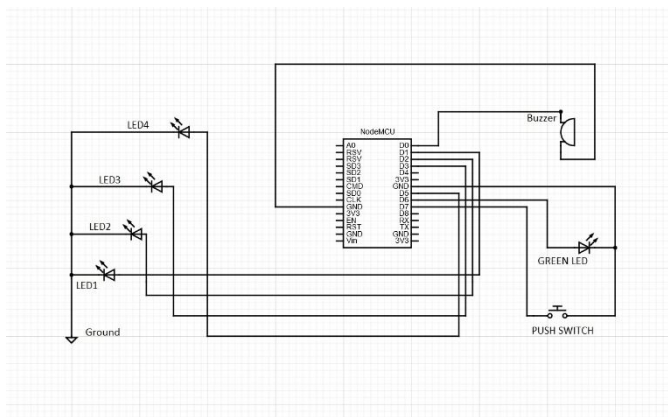 LED4
Buzzer
NodeMCU
A0 D0
RSV D1
RSV D2
SD3 D3
SD2 D4
SD1 3V3
CMD GND
SD0 D5
CLK D6
GND D7
3V3 D8
EN RX
RST TX
GND GND
Vin 3V3
LED3
LED2
GREEN LED
LED1
Ground
PUSH SWITCH